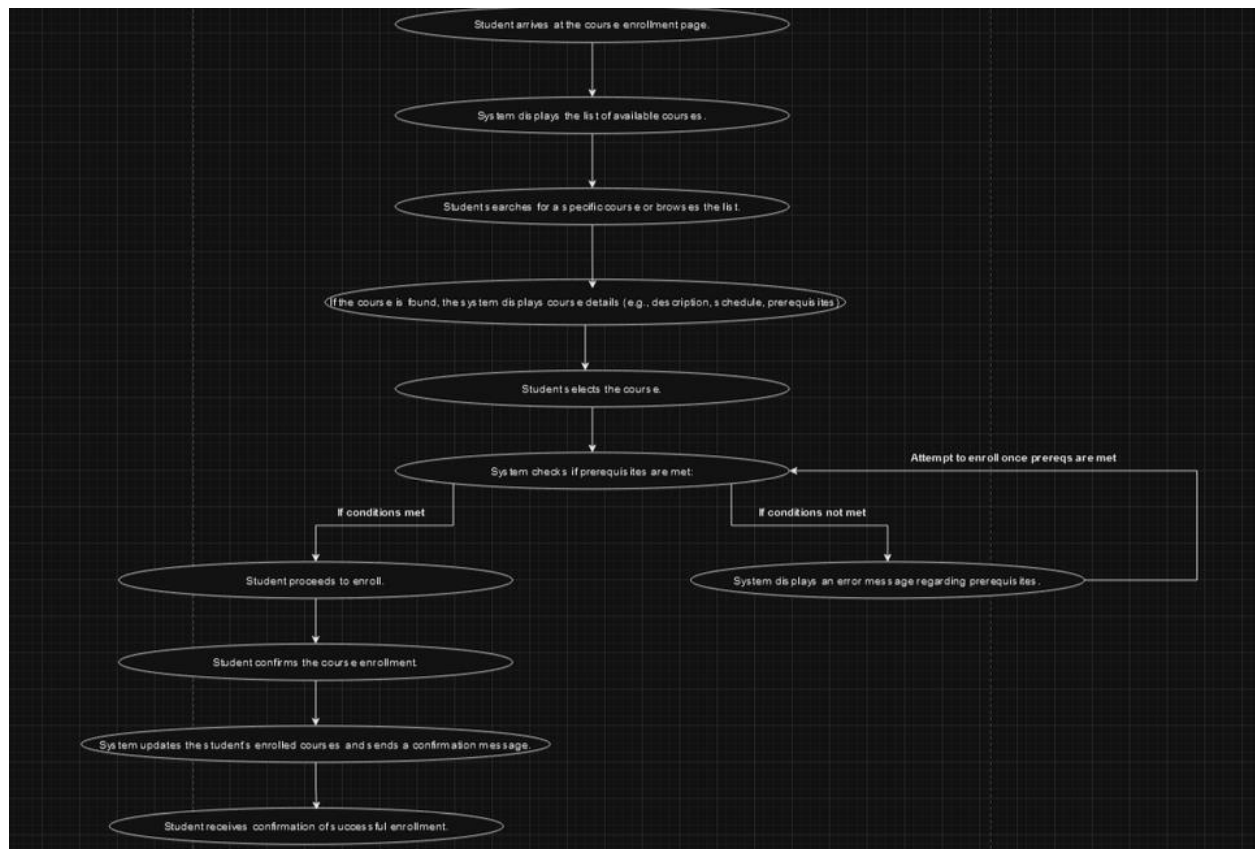 Student arrives at the course enrollment page.
System displays the list of available courses.
Student searches for a specific course or browses the list.
If the course is found, the system displays course details (e.g., description, schedule, prerequisites)
Student selects the course.
System checks if prerequisites are met:
Attempt to enroll once prereqs are met
If conditions met
If conditions not met
Student proceeds to enroll.
System displays an error message regarding prerequisites.
Student confirms the course enrollment.
System updates the student's enrolled courses and sends a confirmation message.
Student receives confirmation of successful enrollment.